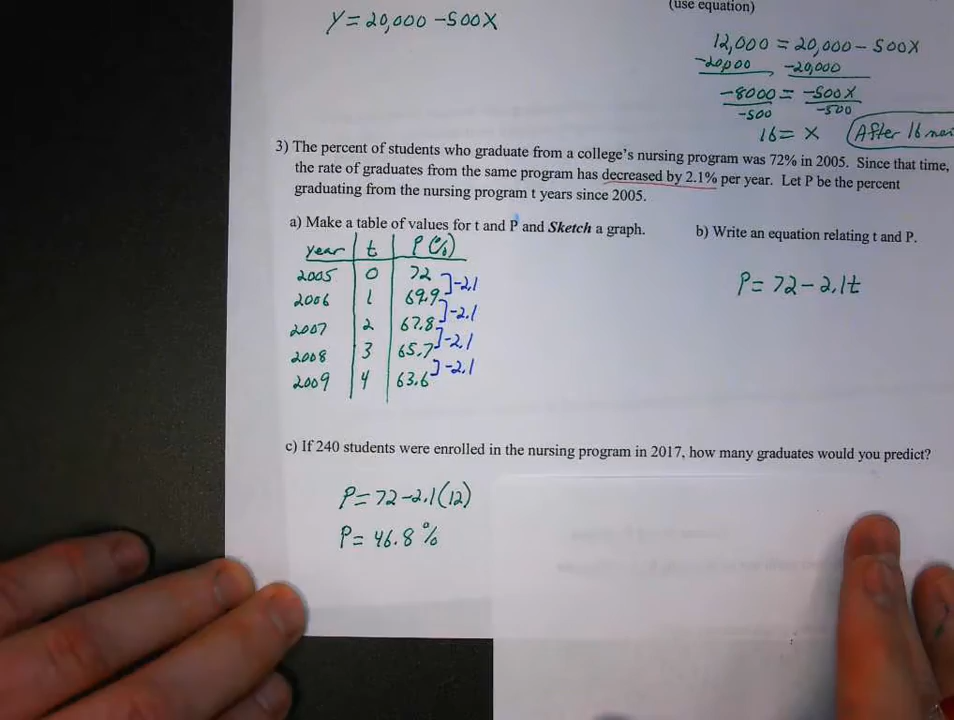 (use equation)
Y = 20,000 - 500X
12,000 = 20,000 - 500X
-20,000 -20,000
-8000 = -500X
-500 -500
16 = X (After 16
3) The percent of students who graduate from a college's nursing program was 72% in 2005. Since that time,
the rate of graduates from the same program has decreased by 2.1% per year. Let P be the percent
graduating from the nursing program t years since 2005.
a) Make a table of values for t and P and Sketch a graph.
b) Write an equation relating t and P.
year t P(%)
2005 0 72
]-2.1
2006 1 69.9
]-2.1
2007 2 67.8
]-2.1
2008 3 65.7
]-2.1
2009 4 63.6
P = 72 - 2.1t
c) If 240 students were enrolled in the nursing program in 2017, how many graduates would you predict?
P = 72 - 2.1(12)
P = 46.8%